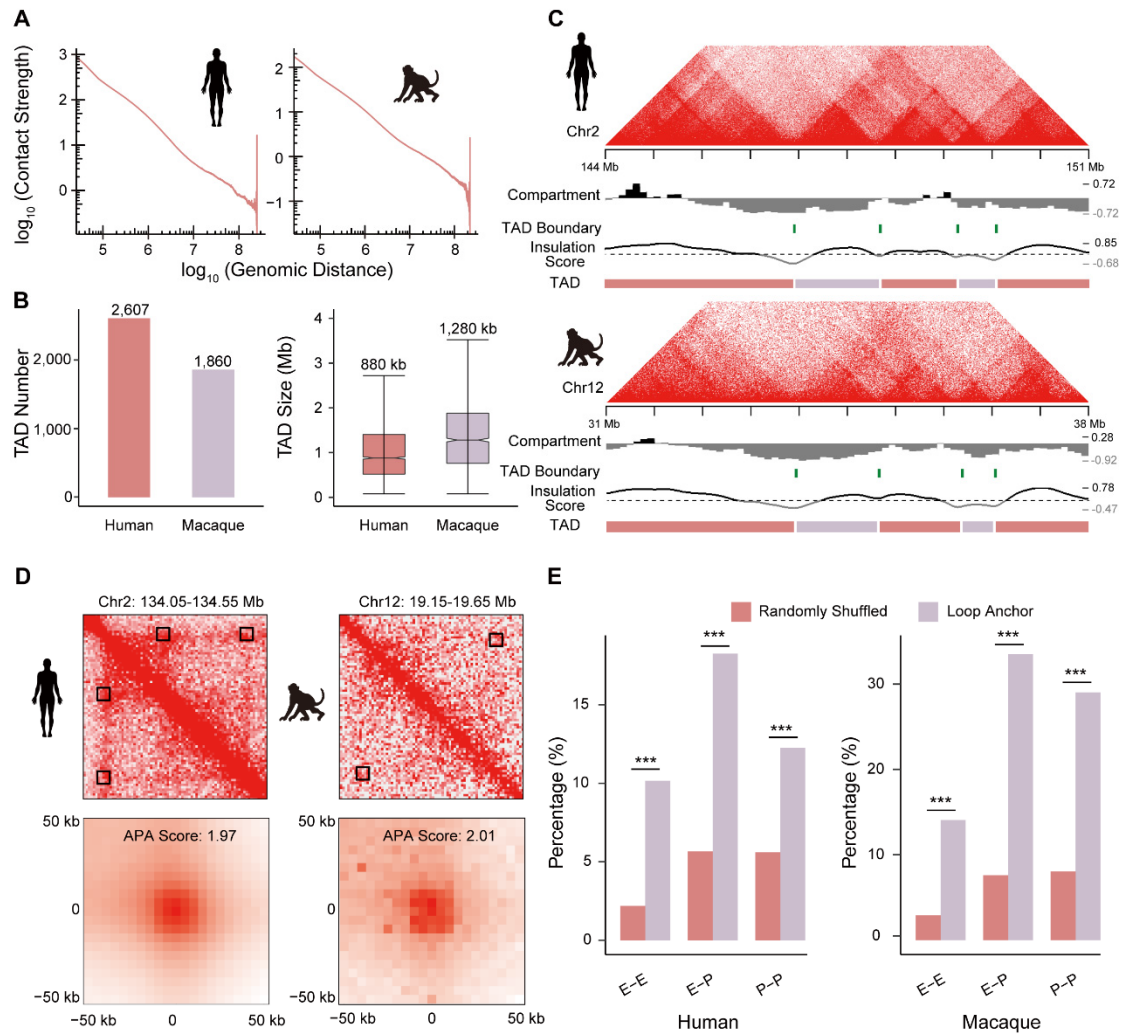 A
log10 (Contact Strength)
3
2
1
0
2
1
0
−1
5
6
7
8
5
6
7
8
log10 (Genomic Distance)
B
TAD Number
2,607
1,860
2,000
1,000
0
Human
Macaque
TAD Size (Mb)
4
3
2
1
0
880 kb
1,280 kb
Human
Macaque
C
Chr2
144 Mb
151 Mb
Compartment
0.72
-0.72
TAD Boundary
Insulation
Score
0.85
-0.68
TAD
Chr12
31 Mb
38 Mb
Compartment
0.28
-0.92
TAD Boundary
Insulation
Score
0.78
-0.47
TAD
D
Chr2: 134.05-134.55 Mb
Chr12: 19.15-19.65 Mb
50 kb
APA Score: 1.97
0
−50 kb
−50 kb
0
50 kb
50 kb
APA Score: 2.01
0
−50 kb
−50 kb
0
50 kb
E
Randomly Shuffled
Loop Anchor
Percentage (%)
15
10
5
0
***
***
***
E−E
E−P
P−P
Human
Percentage (%)
30
20
10
0
***
***
***
E−E
E−P
P−P
Macaque